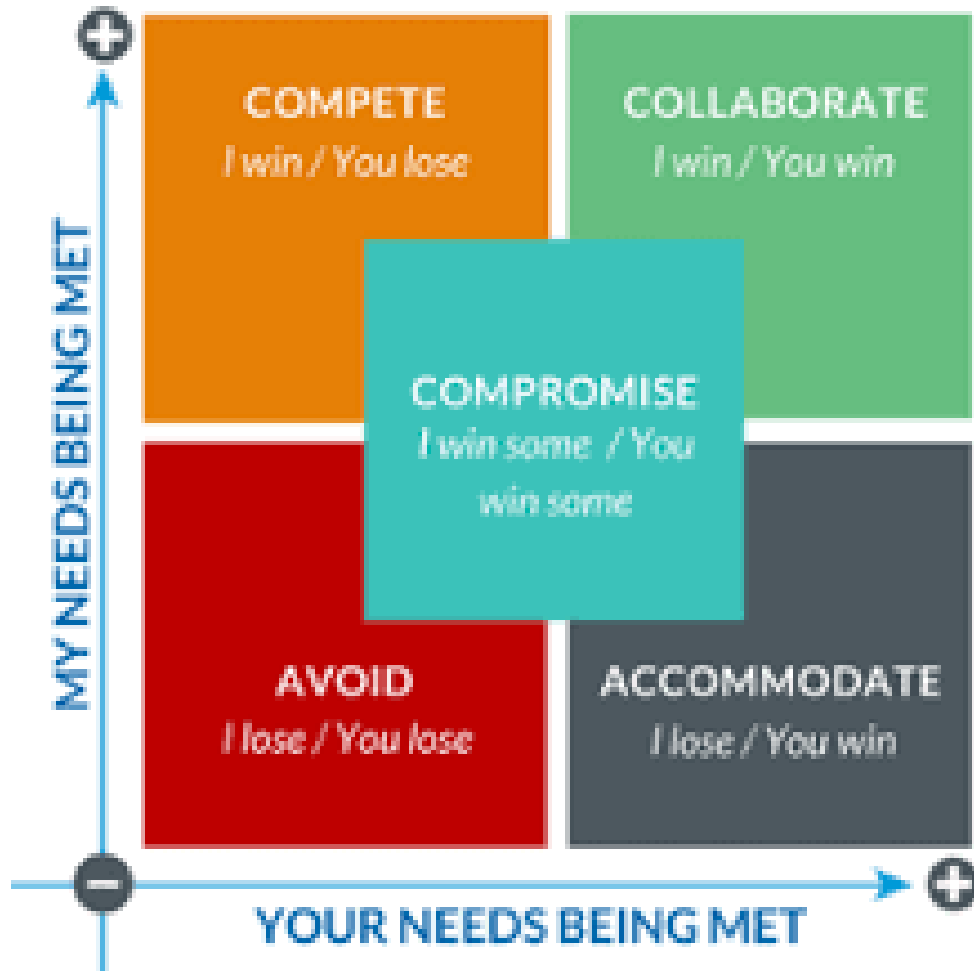 COMPETE
I win / You lose
COLLABORATE
I win / You win
MY NEEDS BEING MET
COMPROMISE
I win some / You
win some
AVOID
I lose / You lose
ACCOMMODATE
I lose / You win
YOUR NEEDS BEING MET